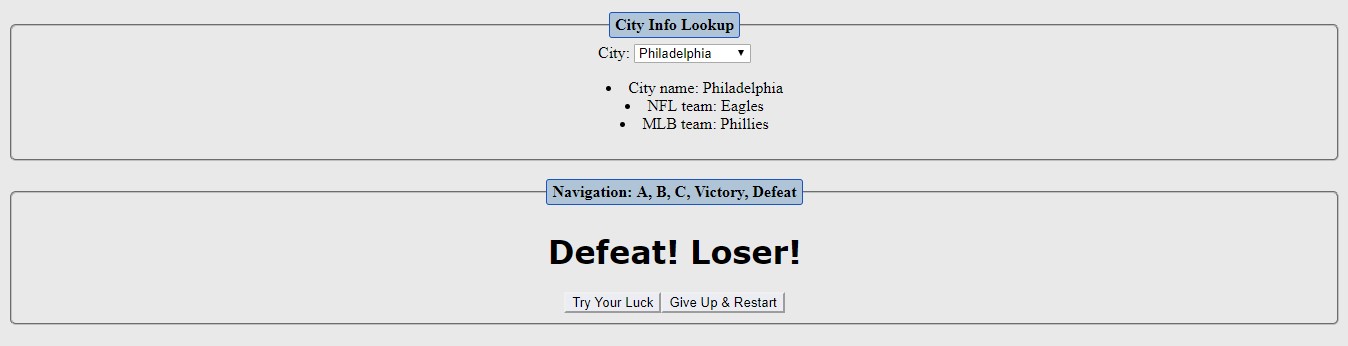 City Info Lookup
City: Philadelphia
City name: Philadelphia
NFL team: Eagles
MLB team: Phillies
Navigation: A, B, C, Victory, Defeat
Defeat! Loser!
Try Your Luck Give Up & Restart